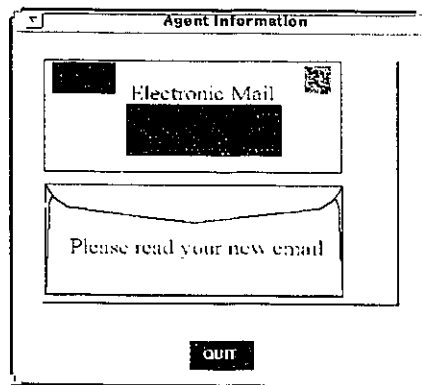 Agent Information
Electronic Mail
Please read your new email
QUIT